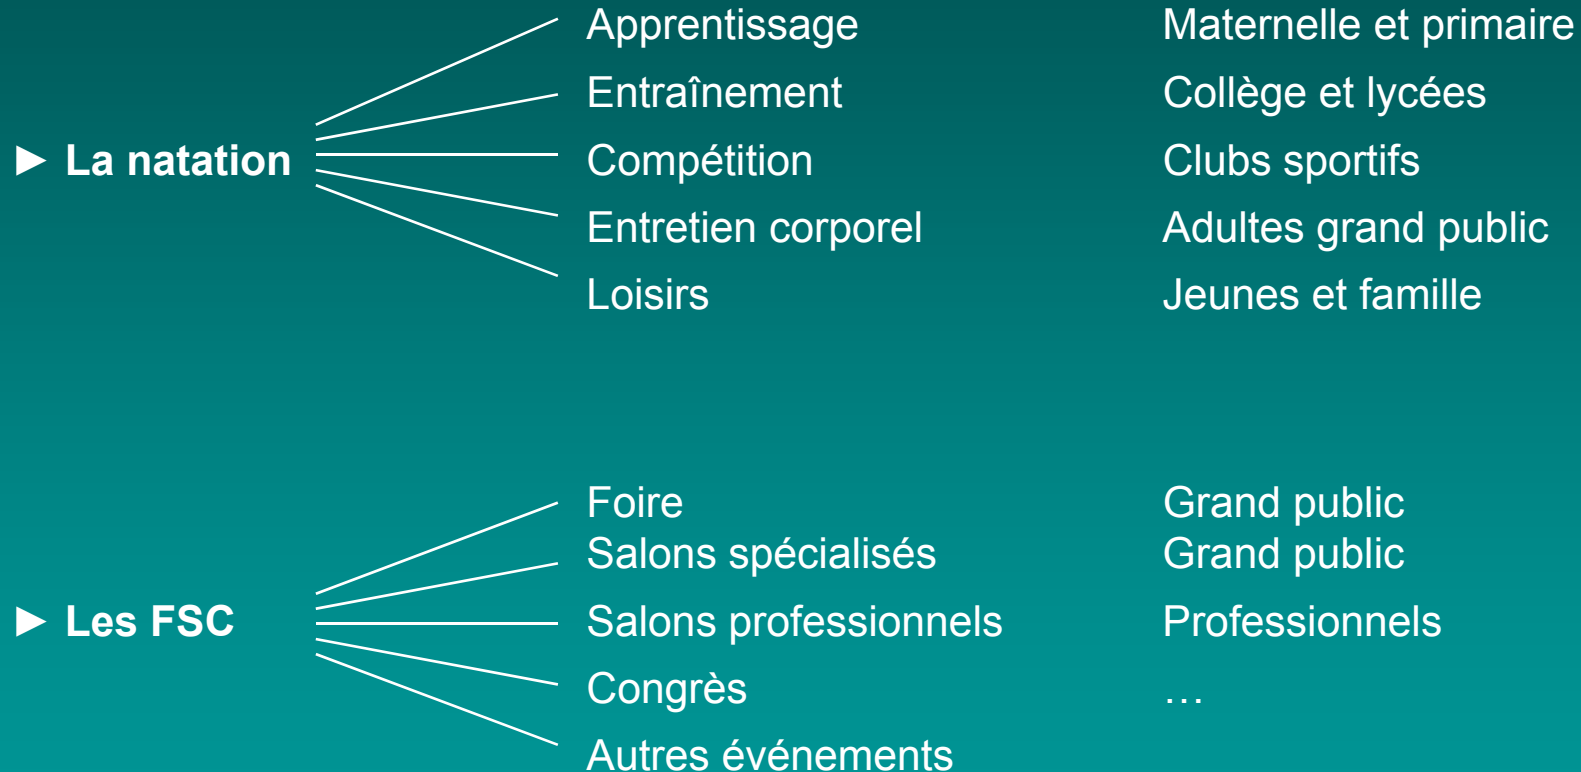 Apprentissage Maternelle et primaire
Entraînement Collège et lycées
► La natation Compétition Clubs sportifs
Entretien corporel Adultes grand public
Loisirs Jeunes et famille
Foire Grand public
Salons spécialisés Grand public
► Les FSC Salons professionnels Professionnels
Congrès …
Autres événements